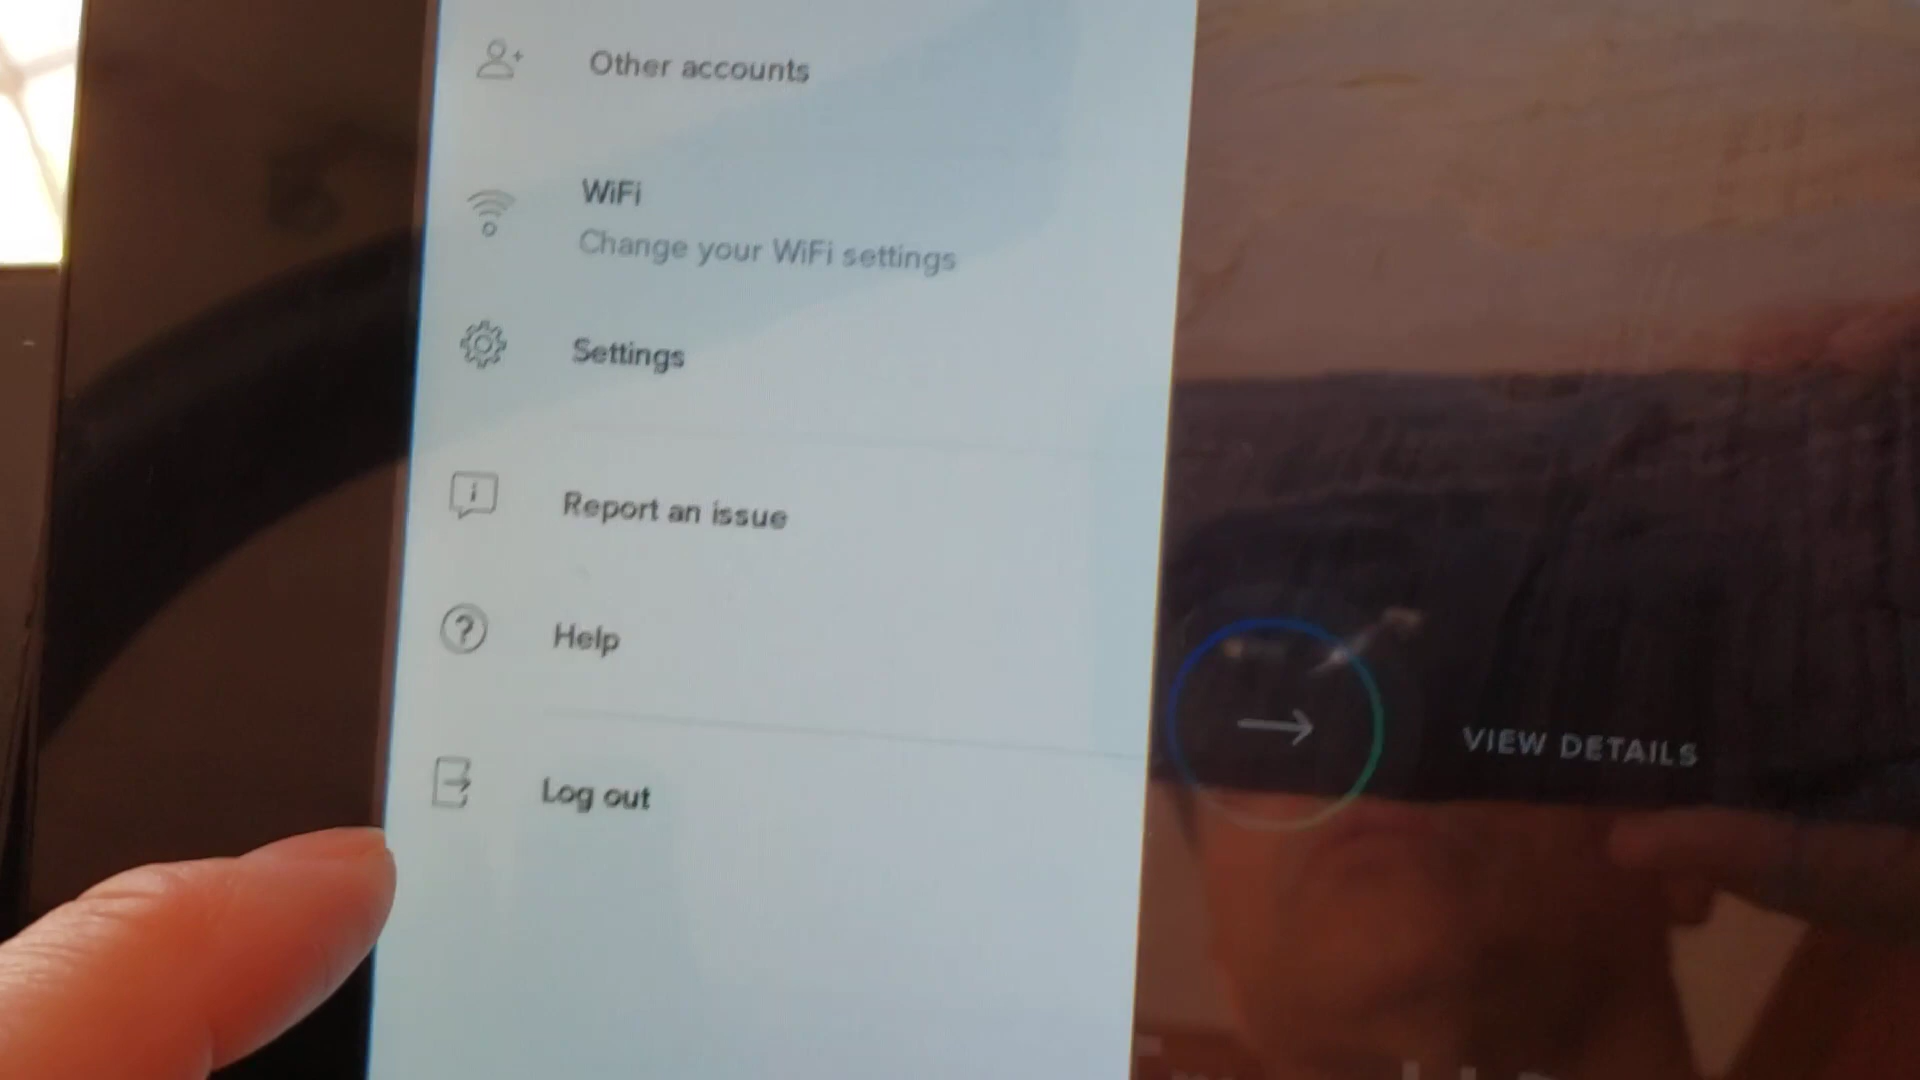 Other accounts
WiFi
Change your WiFi settings
Settings
Report an issue
Help
Log out
VIEW DETAILS